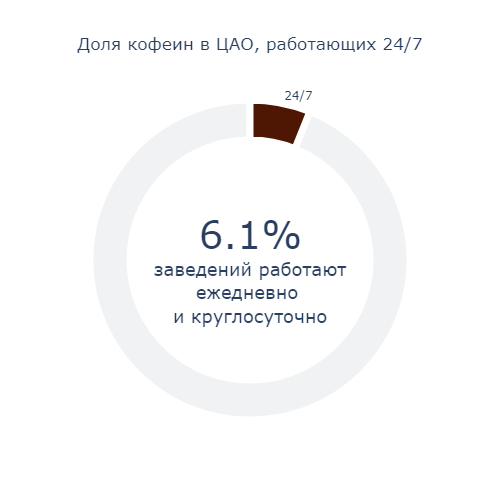 Доля кофеин в ЦАО, работающих 24/7
24/7
6.1%
заведений работают
ежедневно
и круглосуточно